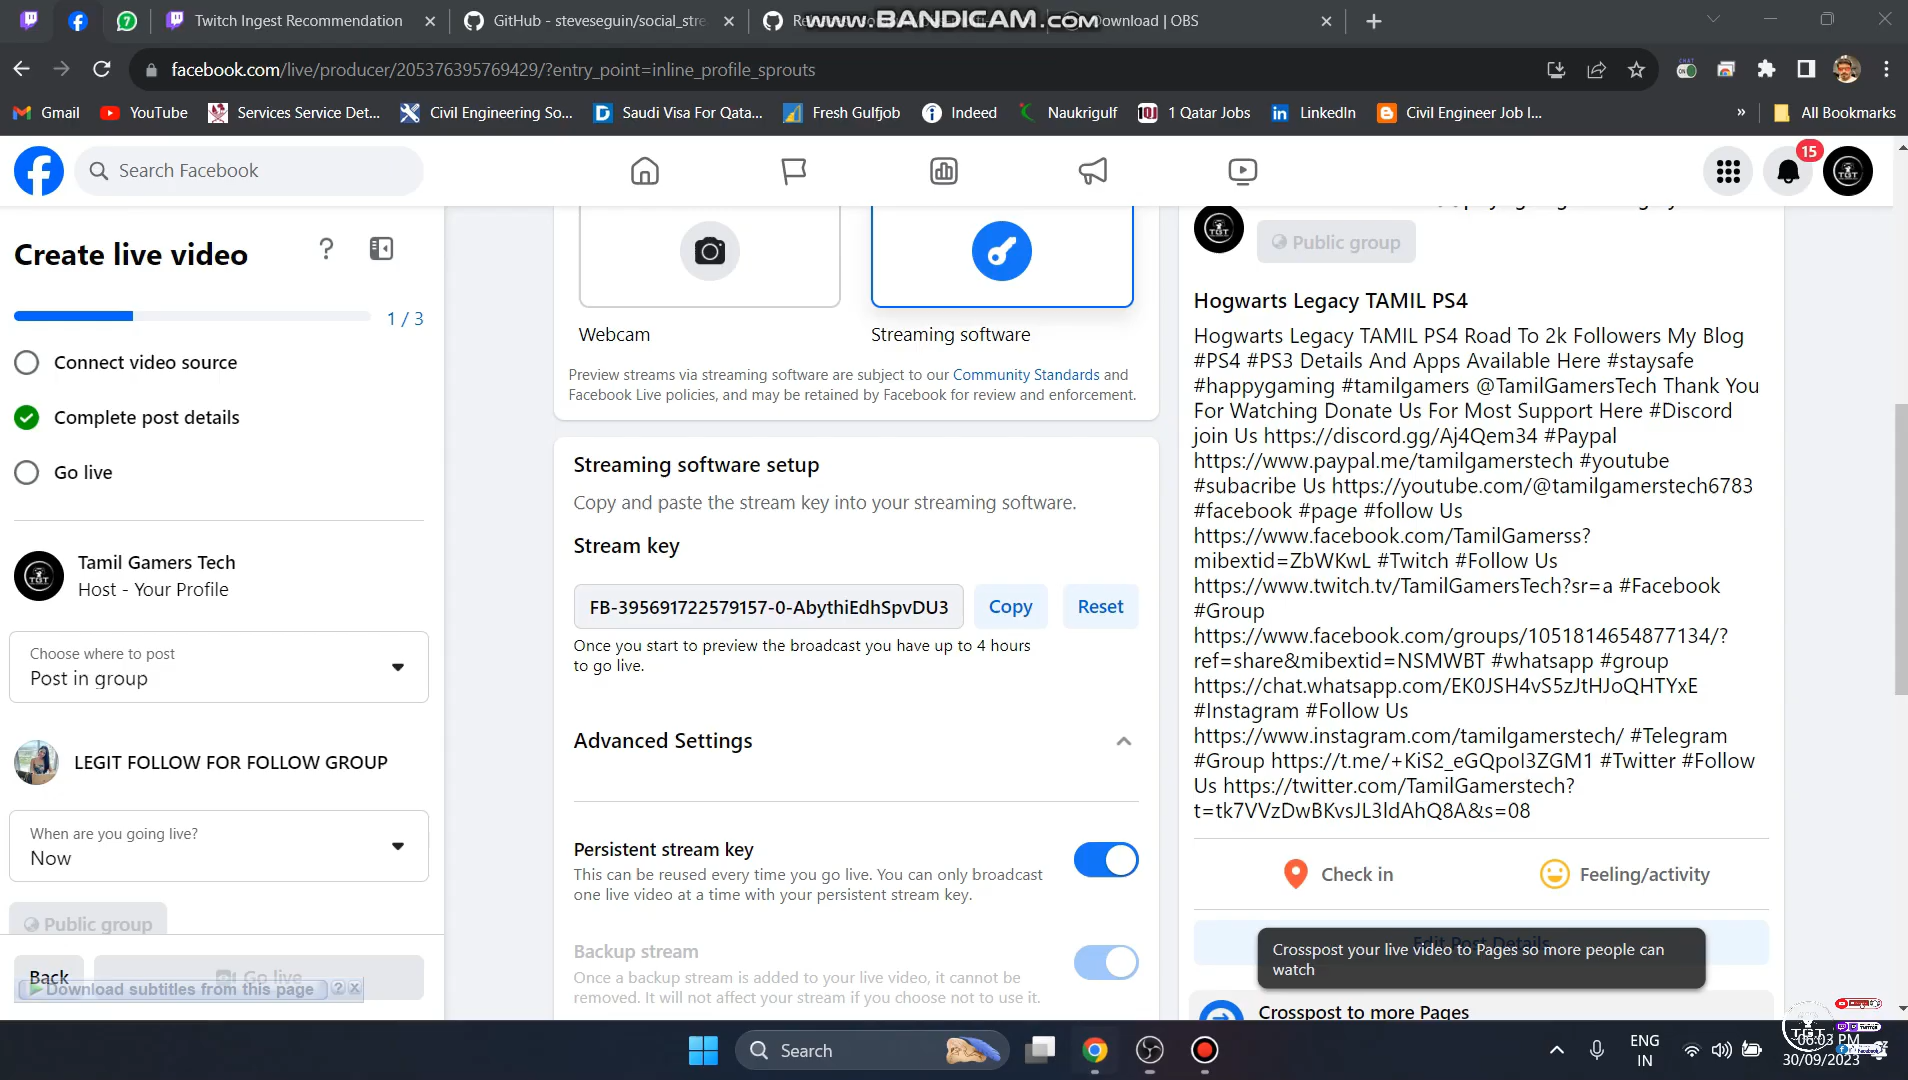 Twitch Ingest Recommendation
GitHub - steveseguin/social_stre
Re
WWW.BANDICAM.COM
Download | OBS
facebook.com/live/producer/205376395769429/?entry_point=inline_profile_sprouts
Gmail
YouTube
Services Service Det...
Civil Engineering So...
Saudi Visa For Qata...
Fresh Gulfjob
Indeed
Naukrigulf
1 Qatar Jobs
LinkedIn
Civil Engineer Job I...
»
All Bookmarks
Search Facebook
15
Create live video
1 / 3
Connect video source
Complete post details
Go live
Tamil Gamers Tech
Host - Your Profile
Choose where to post
Post in group
LEGIT FOLLOW FOR FOLLOW GROUP
When are you going live?
Now
Public group
Back
Go live
Download subtitles from this page
Webcam
Streaming software
Preview streams via streaming software are subject to our Community Standards and
Facebook Live policies, and may be retained by Facebook for review and enforcement.
Streaming software setup
Copy and paste the stream key into your streaming software.
Stream key
FB-395691722579157-0-AbythiEdhSpvDU3
Copy
Reset
Once you start to preview the broadcast you have up to 4 hours
to go live.
Advanced Settings
Persistent stream key
This can be reused every time you go live. You can only broadcast
one live video at a time with your persistent stream key.
Backup stream
Once a backup stream is added to your live video, it cannot be
removed. It will not affect your stream if you choose not to use it.
Public group
Hogwarts Legacy TAMIL PS4
Hogwarts Legacy TAMIL PS4 Road To 2k Followers My Blog
#PS4 #PS3 Details And Apps Available Here #staysafe
#happygaming #tamilgamers @TamilGamersTech Thank You
For Watching Donate Us For Most Support Here #Discord
join Us https://discord.gg/Aj4Qem34 #Paypal
https://www.paypal.me/tamilgamerstech #youtube
#subacribe Us https://youtube.com/@tamilgamerstech6783
#facebook #page #follow Us
https://www.facebook.com/TamilGamerss?
mibextid=ZbWKwL #Twitch #Follow Us
https://www.twitch.tv/TamilGamersTech?sr=a #Facebook
#Group
https://www.facebook.com/groups/1051814654877134/?
ref=share&mibextid=NSMWBT #whatsapp #group
https://chat.whatsapp.com/EK0JSH4vS5zJtHJoQHTYxE
#Instagram #Follow Us
https://www.instagram.com/tamilgamerstech/ #Telegram
#Group https://t.me/+KiS2_eGQpoI3ZGM1 #Twitter #Follow
Us https://twitter.com/TamilGamerstech?
t=tk7VVzDwBKvsJL3ldAhQ8A&s=08
Check in
Feeling/activity
Edit Post Details
Crosspost your live video to Pages so more people can
watch
Crosspost to more Pages
Search
ENG
IN
06:03 PM
30/09/2023
TGT